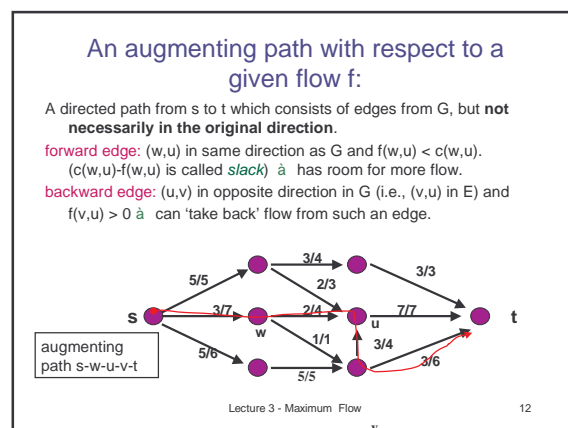 An augmenting path with respect to a
given flow f:
A directed path from s to t which consists of edges from G, but not
necessarily in the original direction.
forward edge: (w,u) in same direction as G and f(w,u) < c(w,u).
(c(w,u)-f(w,u) is called slack) à has room for more flow.
backward edge: (u,v) in opposite direction in G (i.e., (v,u) in E) and
f(v,u) > 0 à can 'take back' flow from such an edge.
3/4
5/5
2/3
3/3
s
3/7
2/4
7/7
t
w
u
1/1
3/4
5/6
3/6
5/5
augmenting
path s-w-u-v-t
Lecture 3 - Maximum Flow
12
v